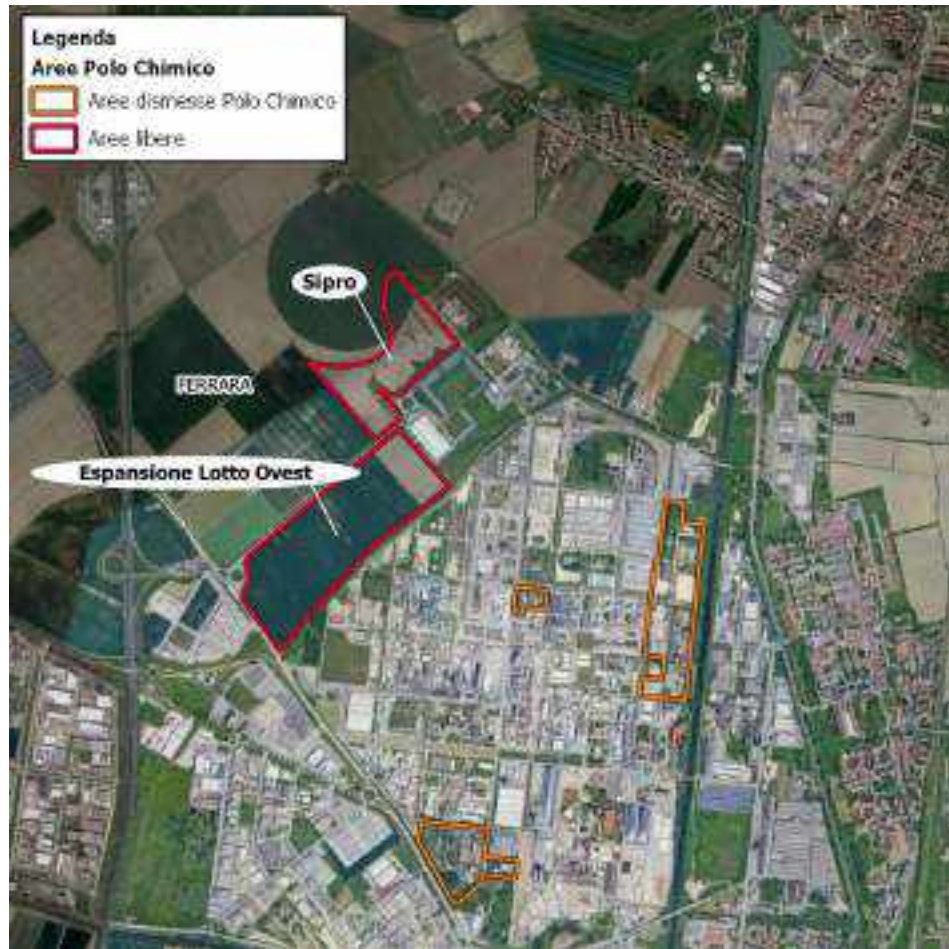 Legenda
Aree Polo Chimico
Aree dismesse Polo Chimico
Aree libere
Sipro
FERRARA
Espansione Lotto Ovest